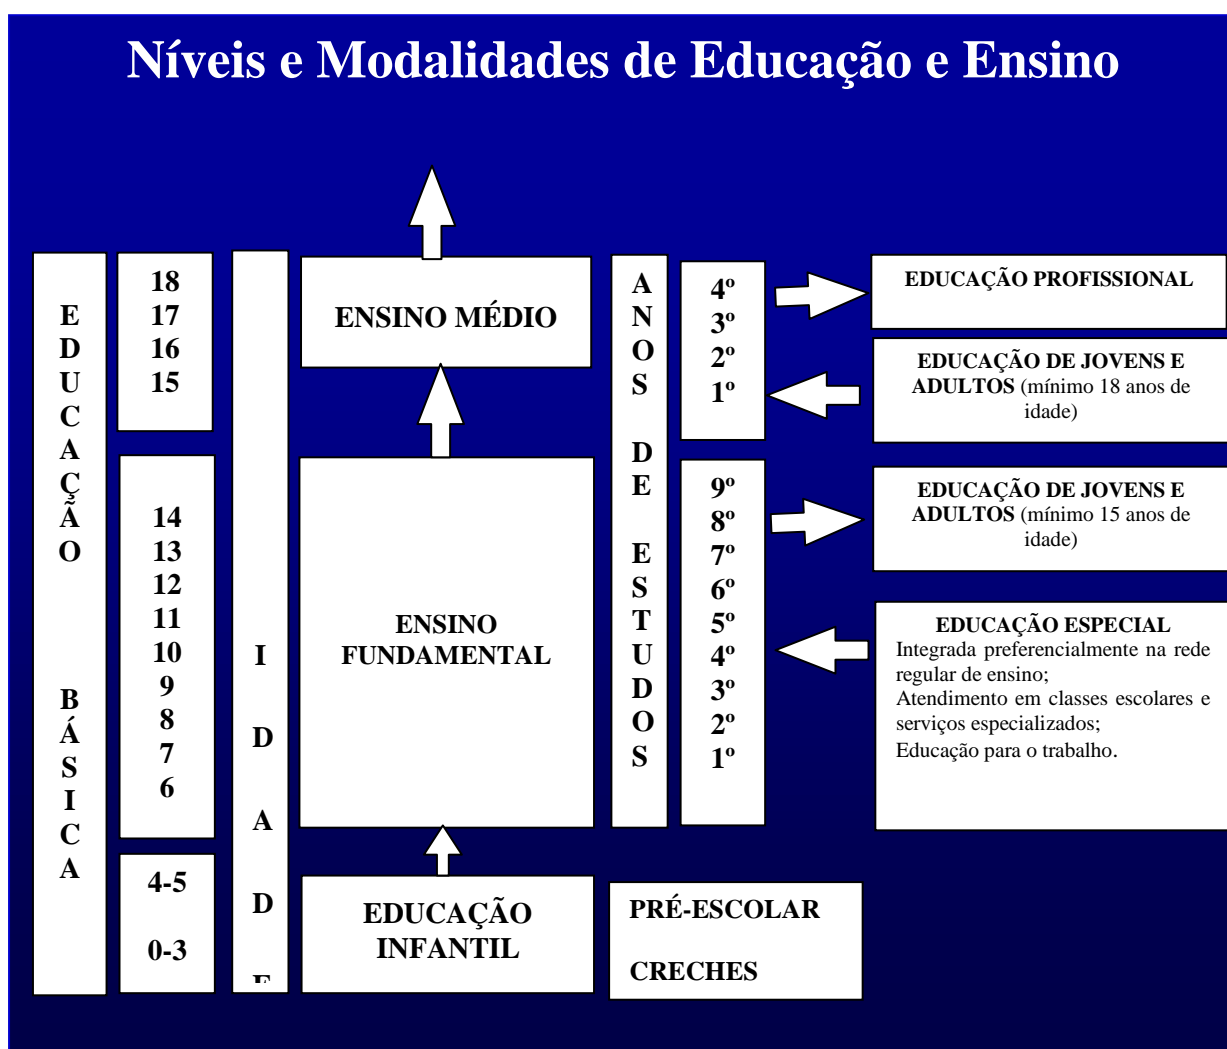 Níveis e Modalidades de Educação e Ensino
EDUCAÇÃO BÁSICA
18
17
16
15
14
13
12
11
10
9
8
7
6
4-5
0-3
IDADE
ENSINO MÉDIO
ENSINO
FUNDAMENTAL
EDUCAÇÃO
INFANTIL
ANOS DE ESTUDOS
4º
3º
2º
1º
9º
8º
7º
6º
5º
4º
3º
2º
1º
PRÉ-ESCOLAR
CRECHES
EDUCAÇÃO PROFISSIONAL
EDUCAÇÃO DE JOVENS E
ADULTOS (mínimo 18 anos de
idade)
EDUCAÇÃO DE JOVENS E
ADULTOS (mínimo 15 anos de
idade)
EDUCAÇÃO ESPECIAL
Integrada preferencialmente na rede
regular de ensino;
Atendimento em classes escolares e
serviços especializados;
Educação para o trabalho.